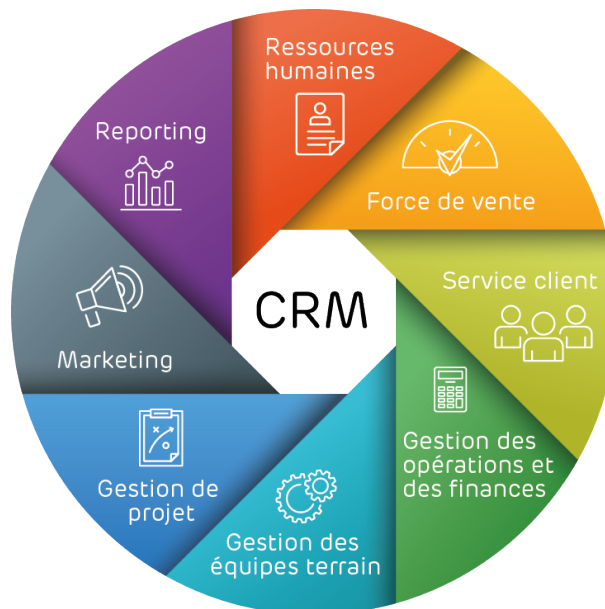 Ressources
humaines
Reporting
Force de vente
Service client
CRM
Marketing
Gestion des
opérations et
des finances
Gestion de
projet
Gestion des
équipes terrain